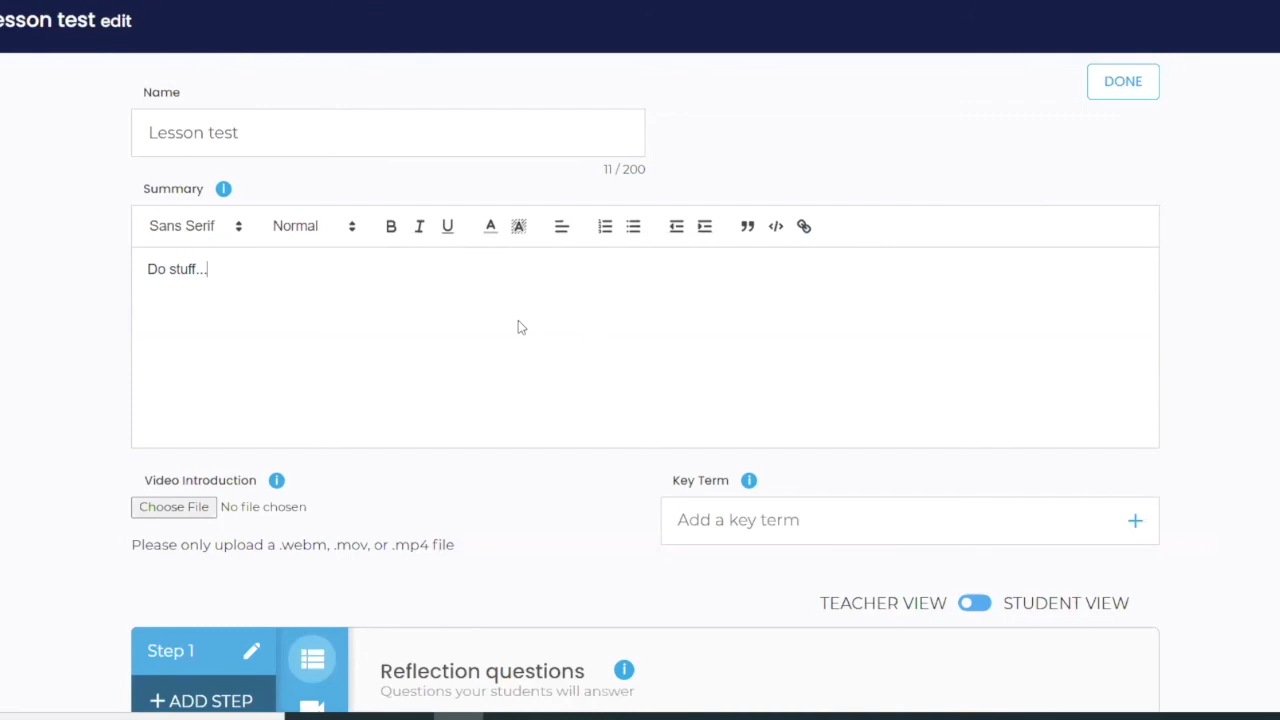 esson test edit
DONE
Name
Lesson test
11 / 200
Summary
Sans Serif Normal B I U A A
Do stuff...
Video Introduction
Key Term
Choose File No file chosen
Add a key term
Please only upload a .webm, .mov, or .mp4 file
TEACHER VIEW STUDENT VIEW
Step 1
Reflection questions
Questions your students will answer
+ ADD STEP